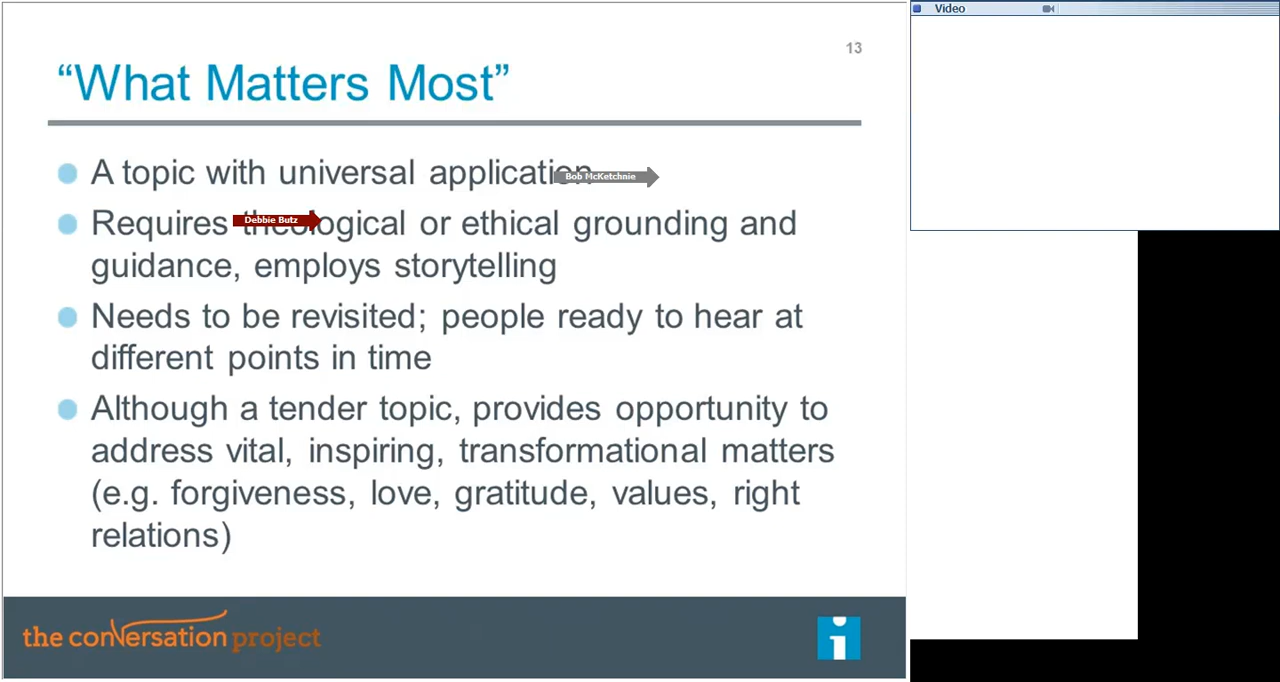 13
“What Matters Most”
A topic with universal application
Bob McKetchnie
Requires theological or ethical grounding and
Debbie Butz
guidance, employs storytelling
Needs to be revisited; people ready to hear at
different points in time
Although a tender topic, provides opportunity to
address vital, inspiring, transformational matters
(e.g. forgiveness, love, gratitude, values, right
relations)
the conversation project
i
Video